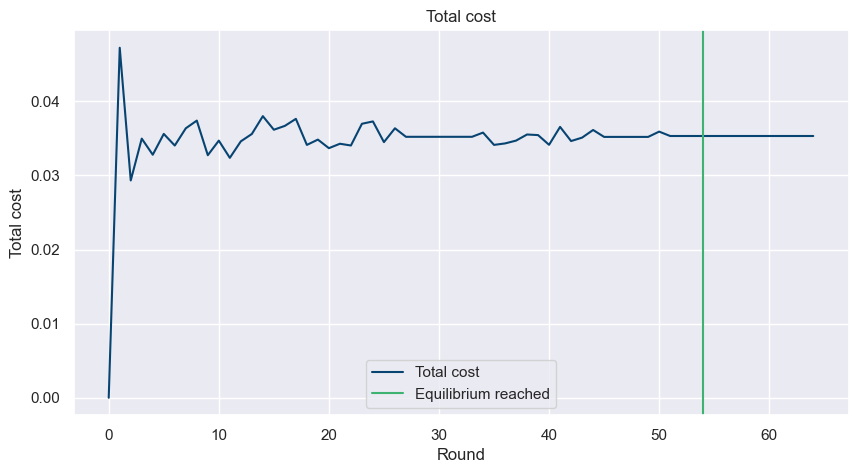 Total cost
0.04
0.03
0.02
0.01
0.00
Total cost
Total cost
Equilibrium reached
0 10 20 30 40 50 60
Round